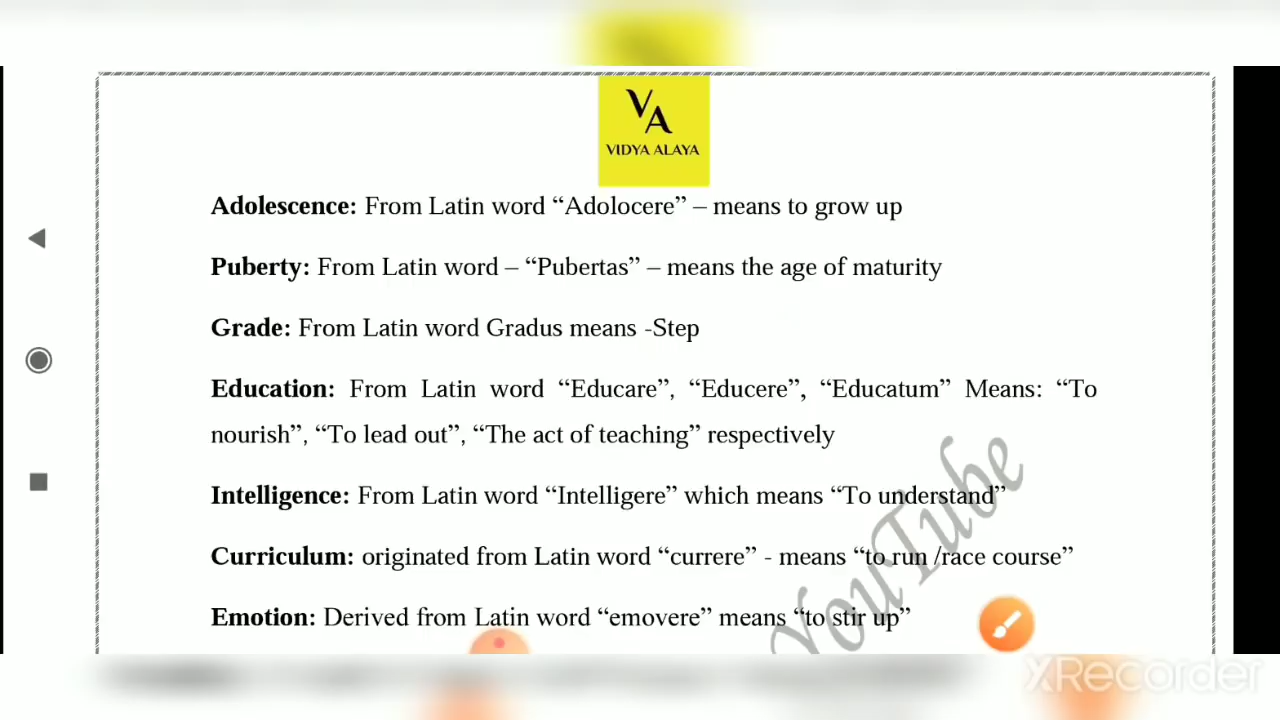 VA
VIDYA ALAYA
Adolescence: From Latin word “Adolocere” – means to grow up
Puberty: From Latin word – “Pubertas” – means the age of maturity
Grade: From Latin word Gradus means -Step
Education: From Latin word “Educare”, “Educere”, “Educatum” Means: “To
nourish”, “To lead out”, “The act of teaching” respectively
Intelligence: From Latin word “Intelligere” which means “To understand”
Curriculum: originated from Latin word “currere” - means “to run /race course”
Emotion: Derived from Latin word “emovere” means “to stir up”
YouTube
XRecorder